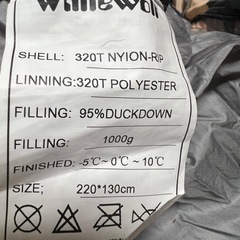 WhiteWolf
SHELL: 320T NYION-RIP
LINNING:320T POLYESTER
FILLING: 95%DUCKDOWN
FILLING: 1000g
FINISHED: -5℃~ 0℃ ~ 10℃
SIZE; 220*130cm